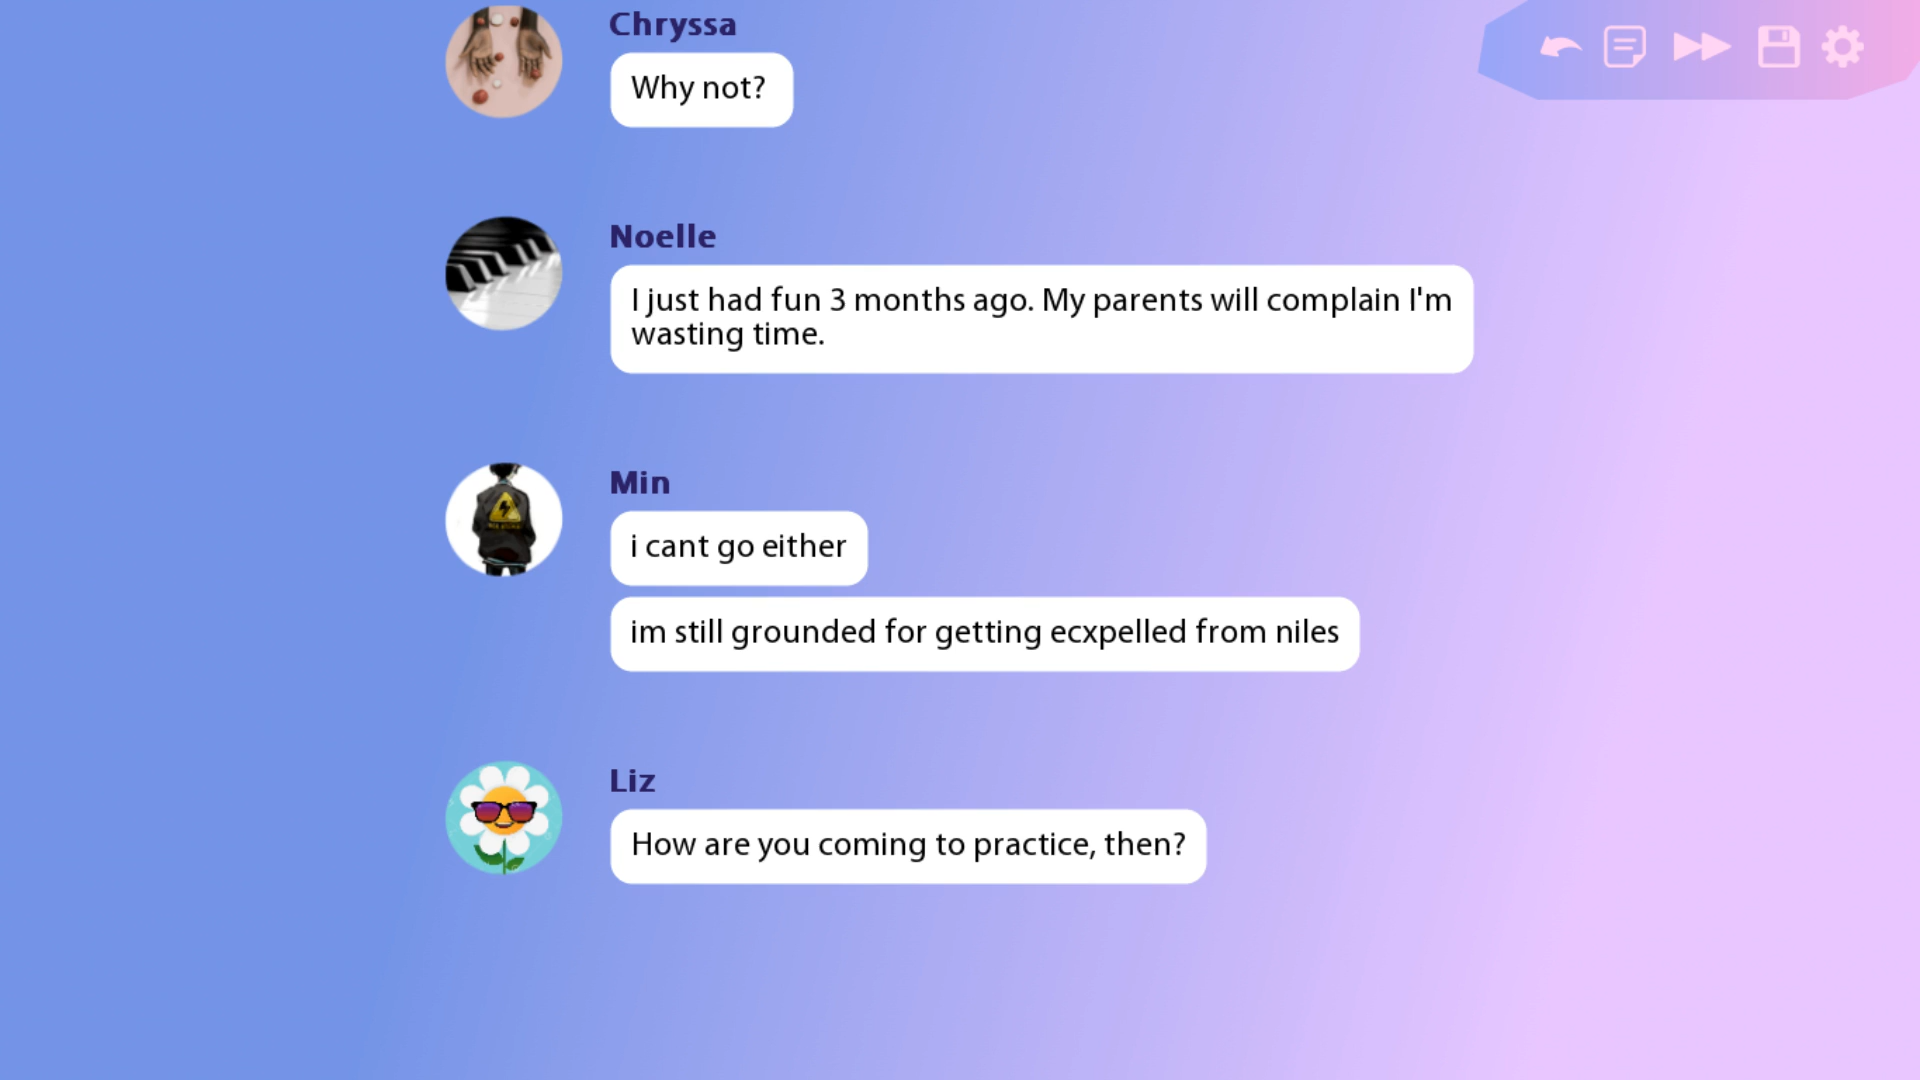 Chryssa
Why not?
Noelle
I just had fun 3 months ago. My parents will complain I'm
wasting time.
Min
i cant go either
im still grounded for getting ecxpelled from niles
Liz
How are you coming to practice, then?